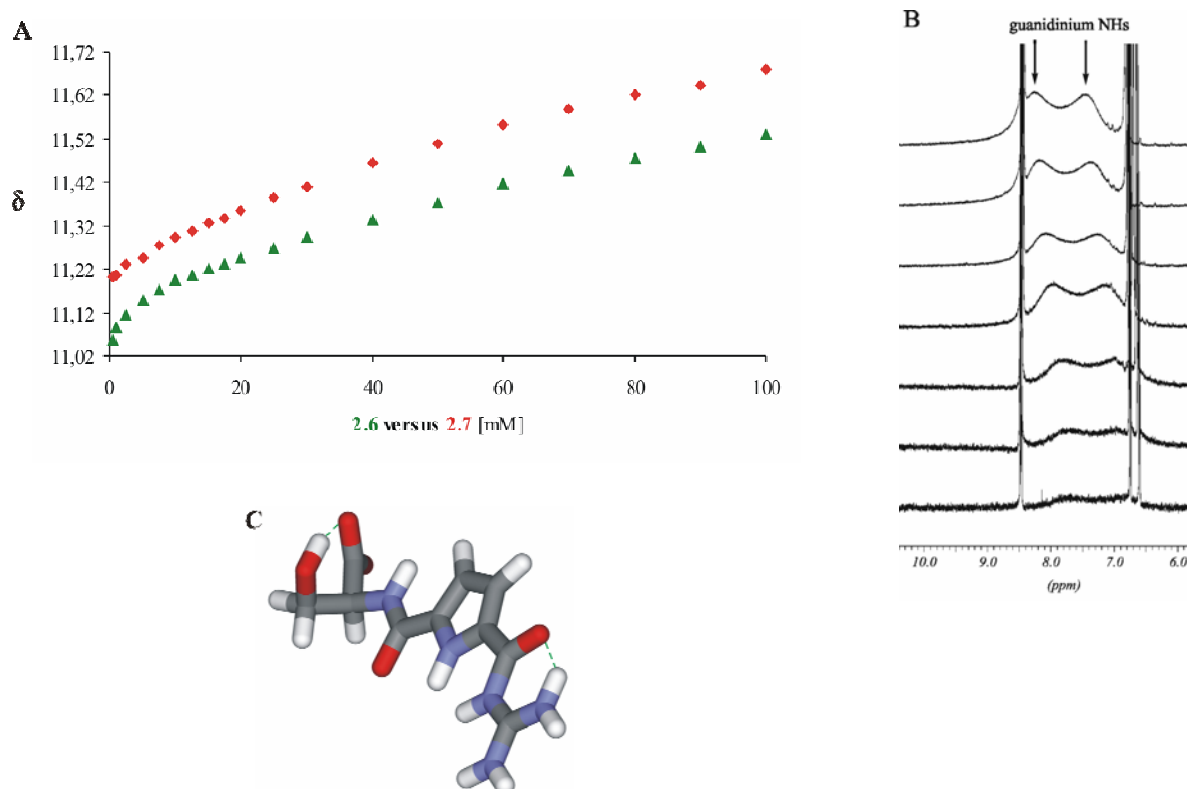 A
11,72
11,62
11,52
11,42
11,32
11,22
11,12
11,02
δ
0 20 40 60 80 100
2.6 versus 2.7 [mM]
B
guanidinium NHs
10.0 9.0 8.0 7.0 6.0
(ppm)
C